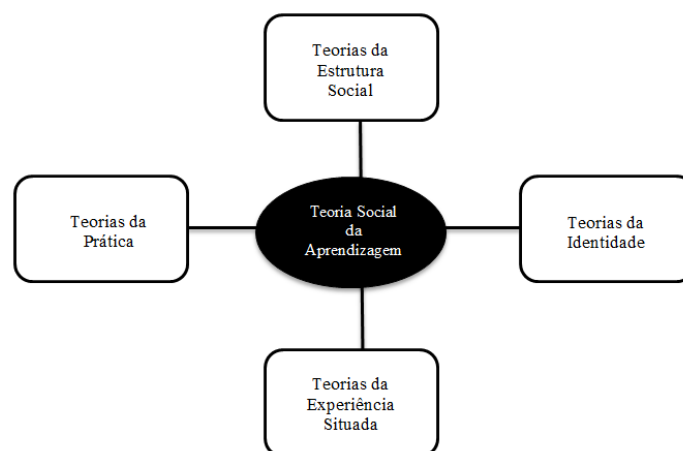 Teorias da
Estrutura
Social
Teorias da
Prática
Teoria Social
da
Aprendizagem
Teorias da
Identidade
Teorias da
Experiência
Situada